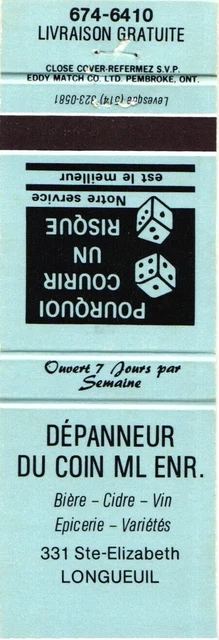 674-6410
LIVRAISON GRATUITE
CLOSE COVER-REFERMEZ S.V.P.
EDDY MATCH CO. LTD. PEMBROKE, ONT.
Levesque (514) 323-0581
POURQUOI
COURIR
UN
RISQUE
Notre service
est le meilleur
Ouvert 7 Jours par
Semaine
DÉPANNEUR
DU COIN ML ENR.
Bière – Cidre – Vin
Epicerie – Variétés
331 Ste-Elizabeth
LONGUEUIL